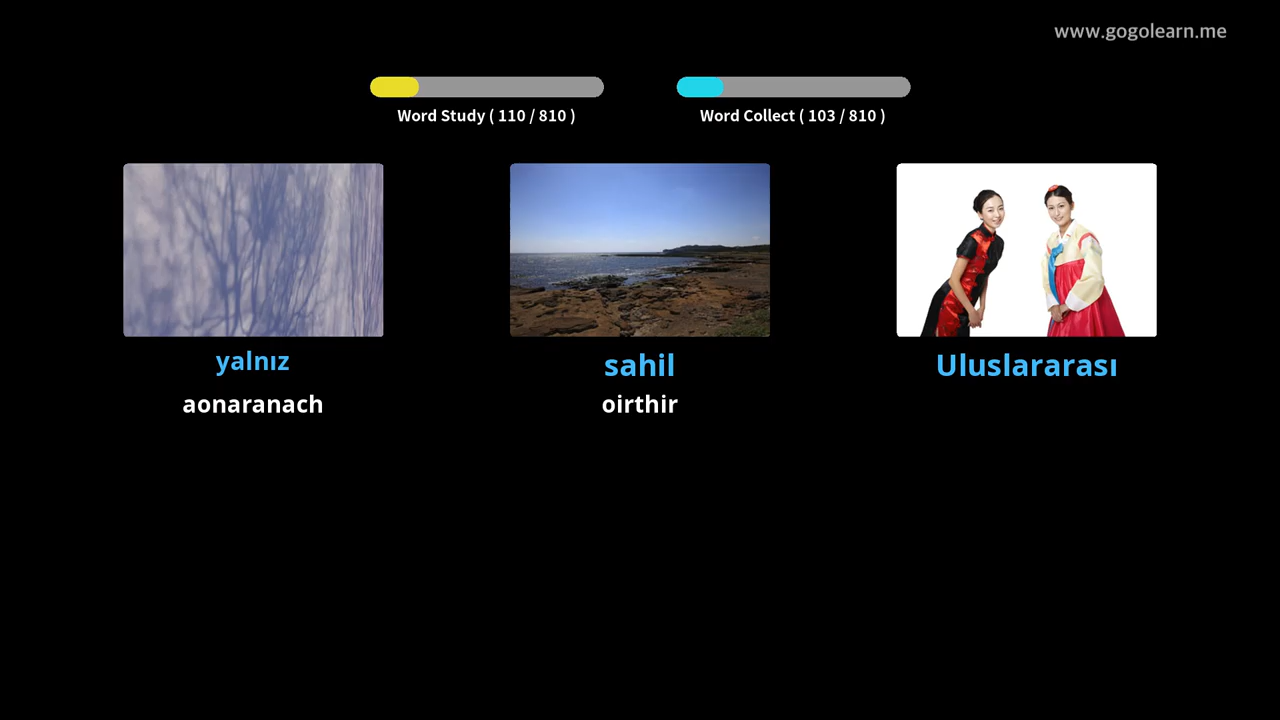 www.gogolearn.me
Word Study ( 110 / 810 )
Word Collect ( 103 / 810 )
yalnız
sahil
Uluslararası
aonaranach
oirthir